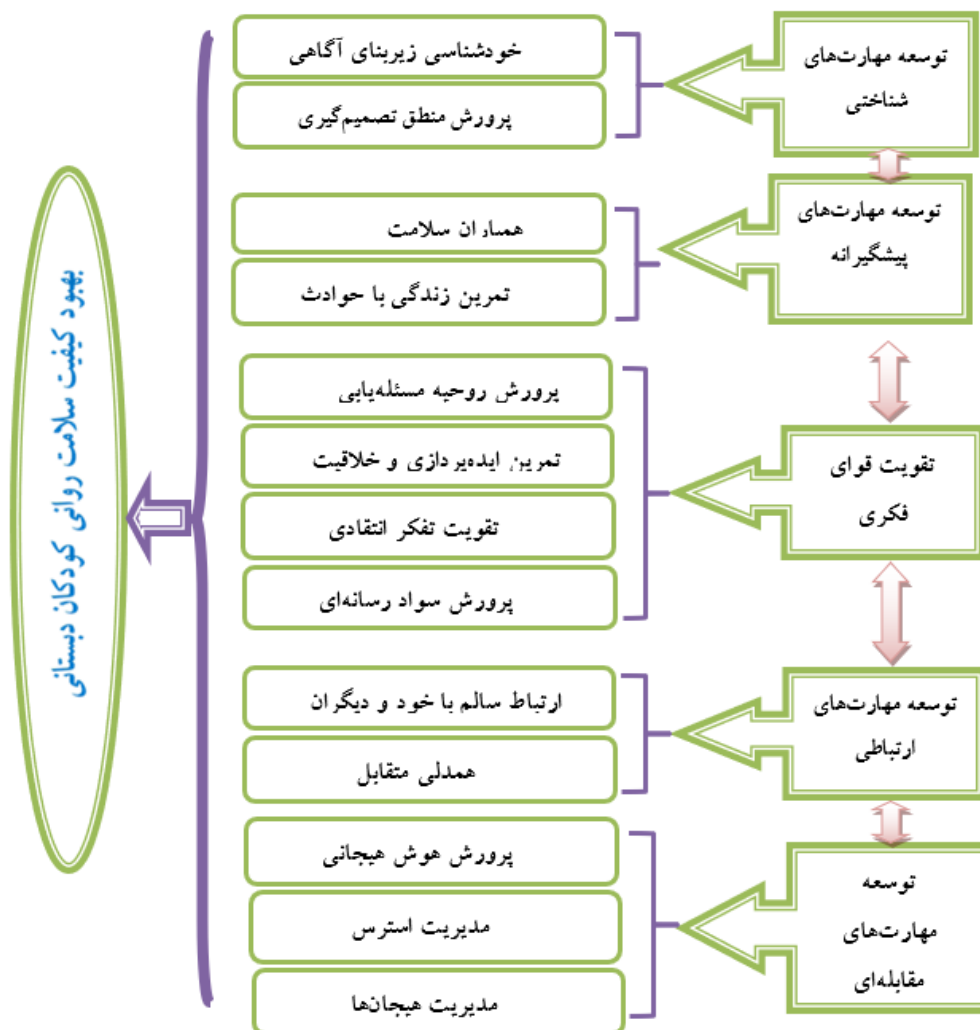 توسعه مهارت‌های
شناختی
خودشناسی زیربنای آگاهی
پرورش منطق تصمیم‌گیری
توسعه مهارت‌های
پیشگیرانه
همیاران سلامت
تمرین زندگی با حوادث
تقویت قوای
فکری
پرورش روحیه مسئله‌یابی
تمرین ایده‌پردازی و خلاقیت
تقویت تفکر انتقادی
پرورش سواد رسانه‌ای
توسعه مهارت‌های
ارتباطی
ارتباط سالم با خود و دیگران
همدلی متقابل
توسعه
مهارت‌های
مقابله‌ای
پرورش هوش هیجانی
مدیریت استرس
مدیریت هیجان‌ها
بهبود کیفیت سلامت روانی کودکان دبستانی